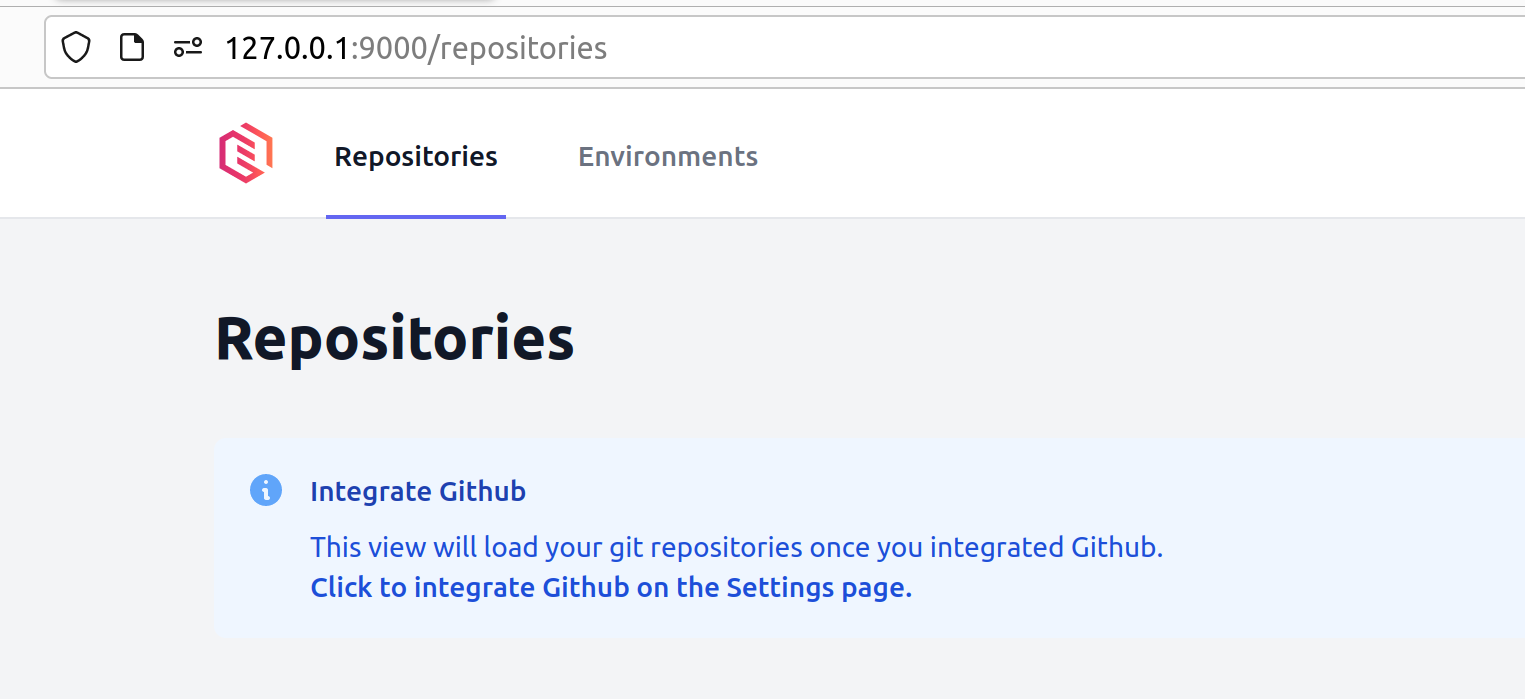 127.0.0.1:9000/repositories
Repositories Environments
Repositories
Integrate Github
This view will load your git repositories once you integrated Github.
Click to integrate Github on the Settings page.